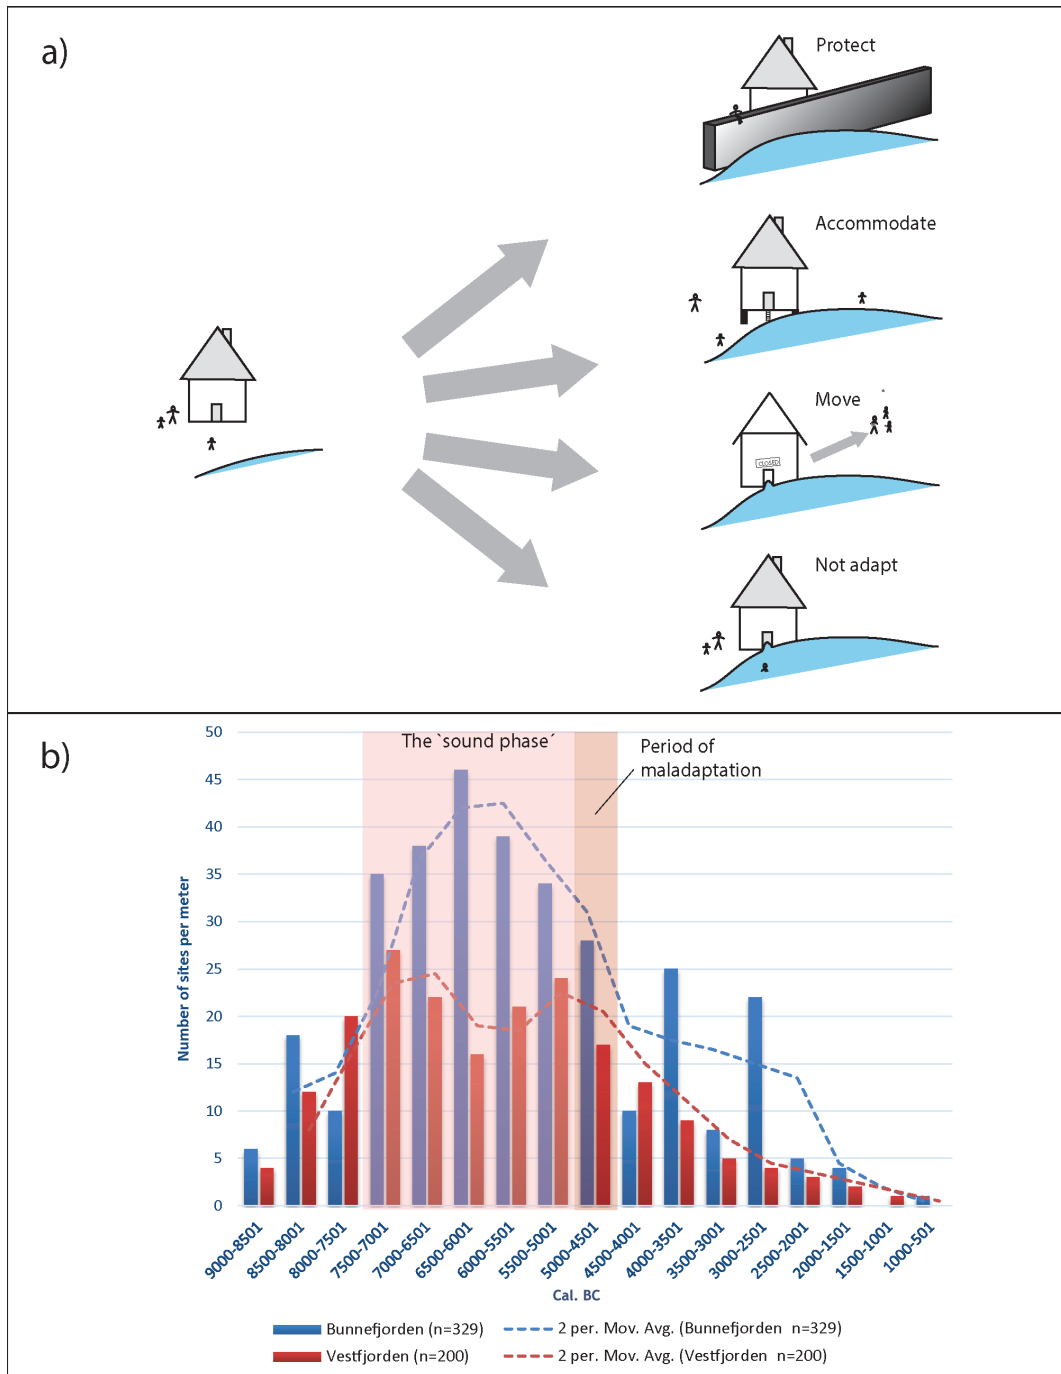 a)
Protect
Accommodate
Move
CLOSED
Not adapt
b)
The `sound phase´
Period of
maladaptation
Number of sites per meter
50
45
40
35
30
25
20
15
10
5
0
9000-8501
8500-8001
8000-7501
7500-7001
7000-6501
6500-6001
6000-5501
5500-5001
5000-4501
4500-4001
4000-3501
3500-3001
3000-2501
2500-2001
2000-1501
1500-1001
1000-501
Cal. BC
Bunnefjorden (n=329)
2 per. Mov. Avg. (Bunnefjorden n=329)
Vestfjorden (n=200)
2 per. Mov. Avg. (Vestfjorden n=200)